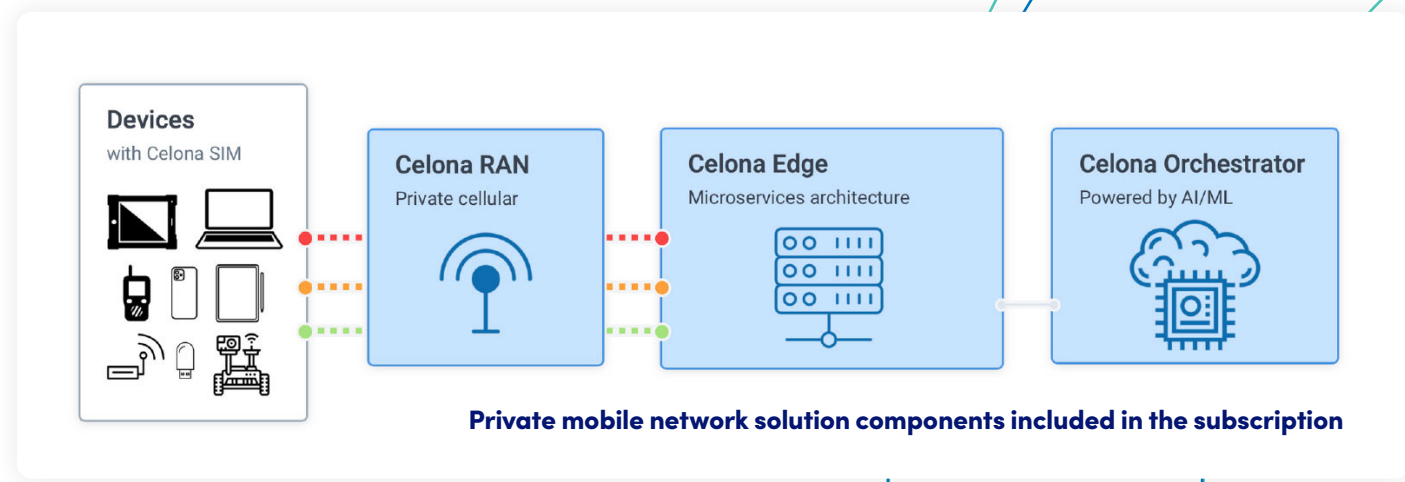 Devices
with Celona SIM
Celona RAN
Private cellular
Celona Edge
Microservices architecture
Celona Orchestrator
Powered by AI/ML
Private mobile network solution components included in the subscription